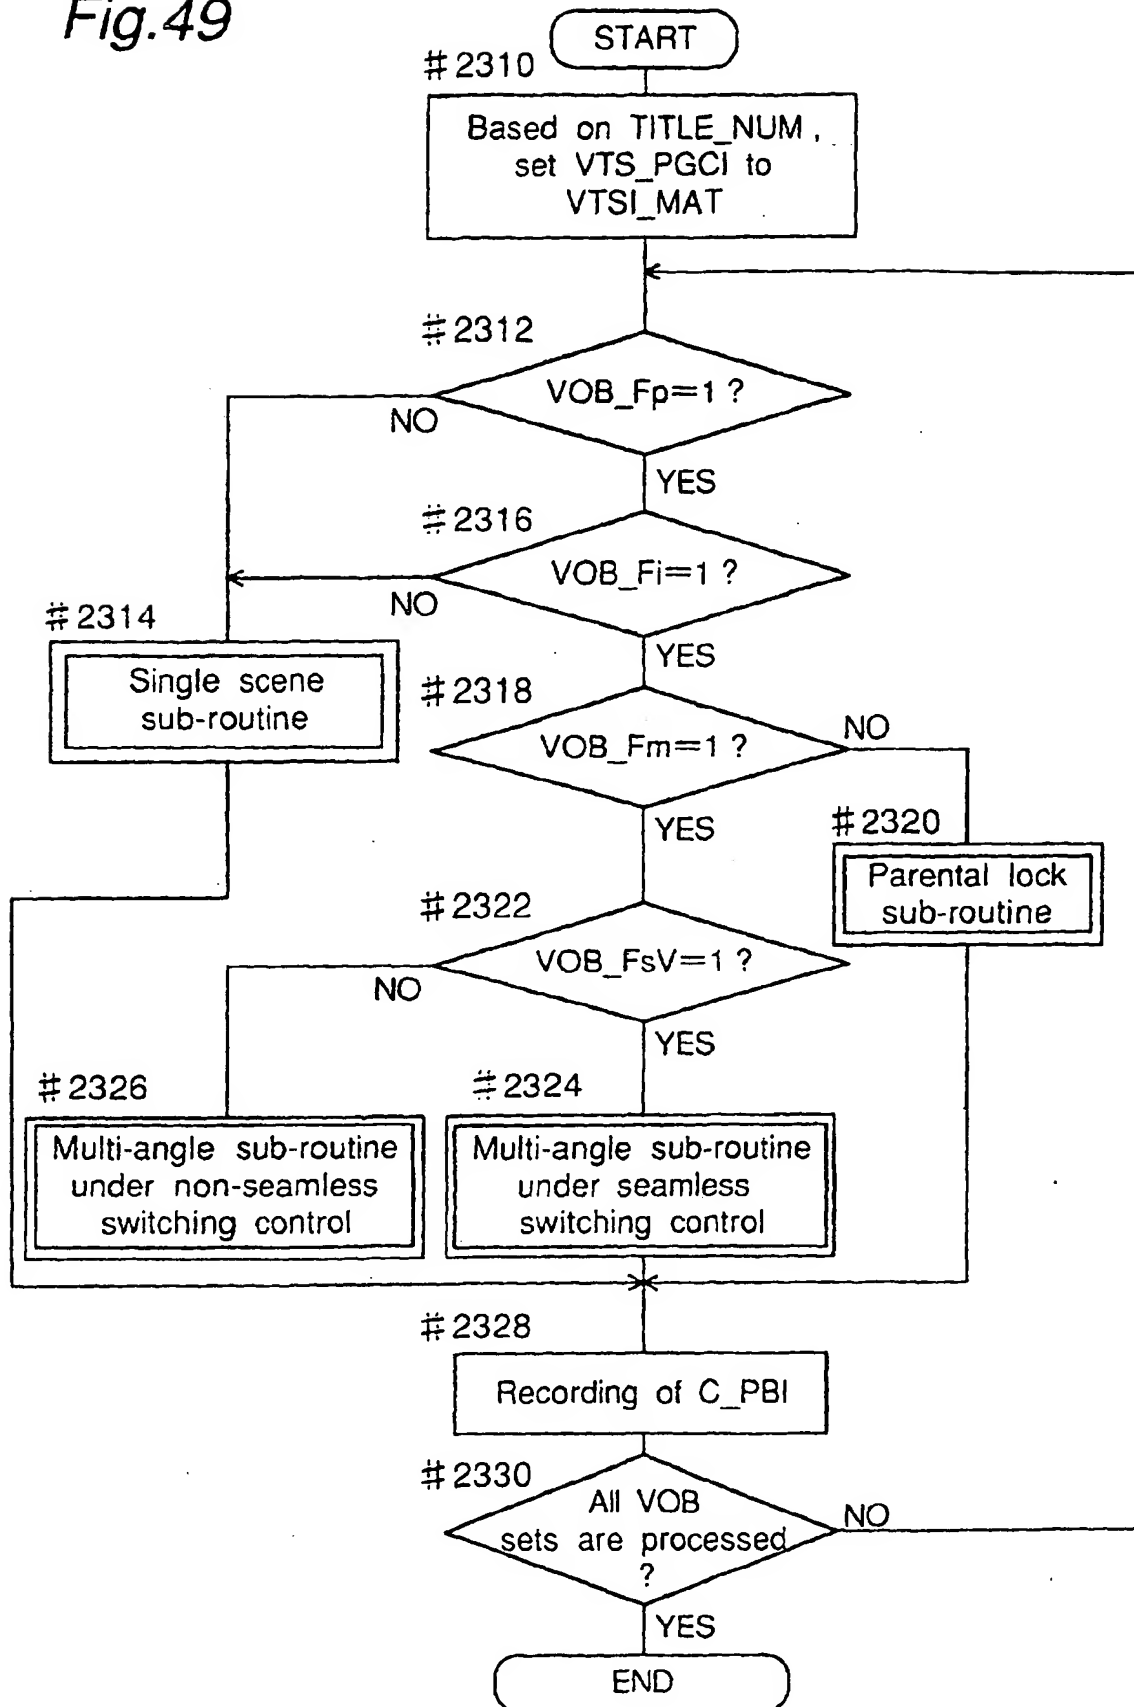 Fig.49
START
#2310
Based on TITLE_NUM,
set VTS_PGCI to
VTSI_MAT
#2312
VOB_Fp=1 ?
NO
YES
#2316
VOB_Fi=1 ?
NO
YES
#2314
Single scene
sub-routine
#2318
VOB_Fm=1 ?
NO
YES
#2320
Parental lock
sub-routine
#2322
VOB_FsV=1 ?
NO
YES
#2326
Multi-angle sub-routine
under non-seamless
switching control
#2324
Multi-angle sub-routine
under seamless
switching control
#2328
Recording of C_PBI
#2330
All VOB
sets are processed
?
NO
YES
END